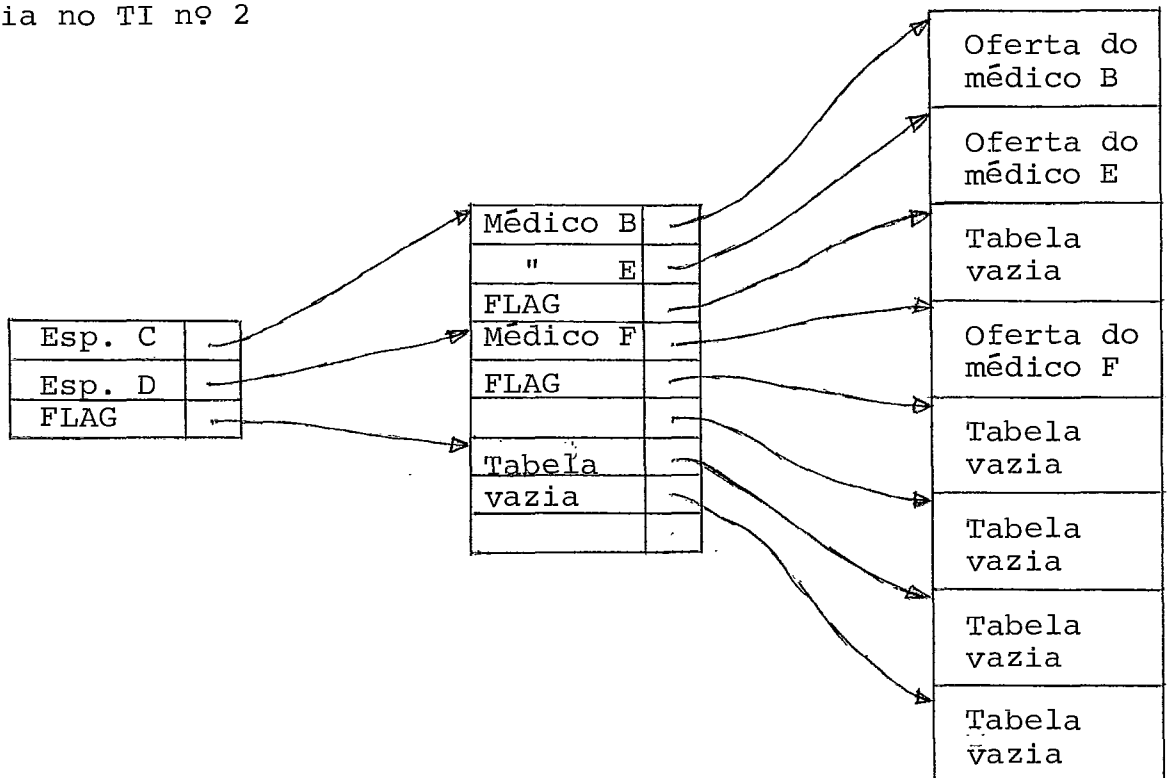 ia no TI nº 2
Esp. C
Esp. D
FLAG
Médico B
" E
FLAG
Médico F
FLAG
Tabela
vazia
Oferta do
médico B
Oferta do
médico E
Tabela
vazia
Oferta do
médico F
Tabela
vazia
Tabela
vazia
Tabela
vazia
Tabela
vazia